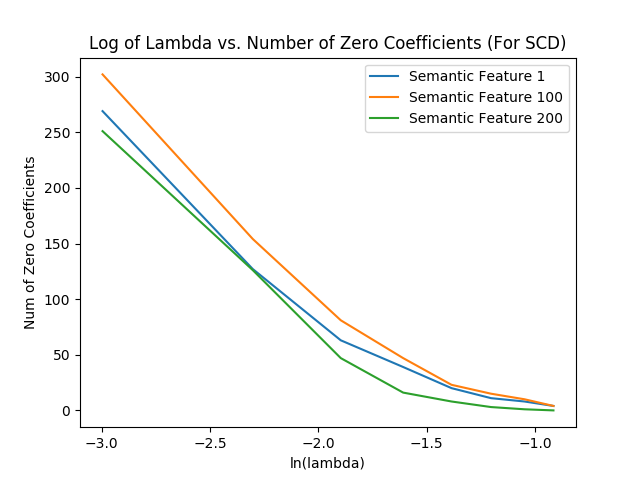 Log of Lambda vs. Number of Zero Coefficients (For SCD)
Semantic Feature 1
Semantic Feature 100
Semantic Feature 200
Num of Zero Coefficients
300
250
200
150
100
50
0
−3.0 −2.5 −2.0 −1.5 −1.0
ln(lambda)